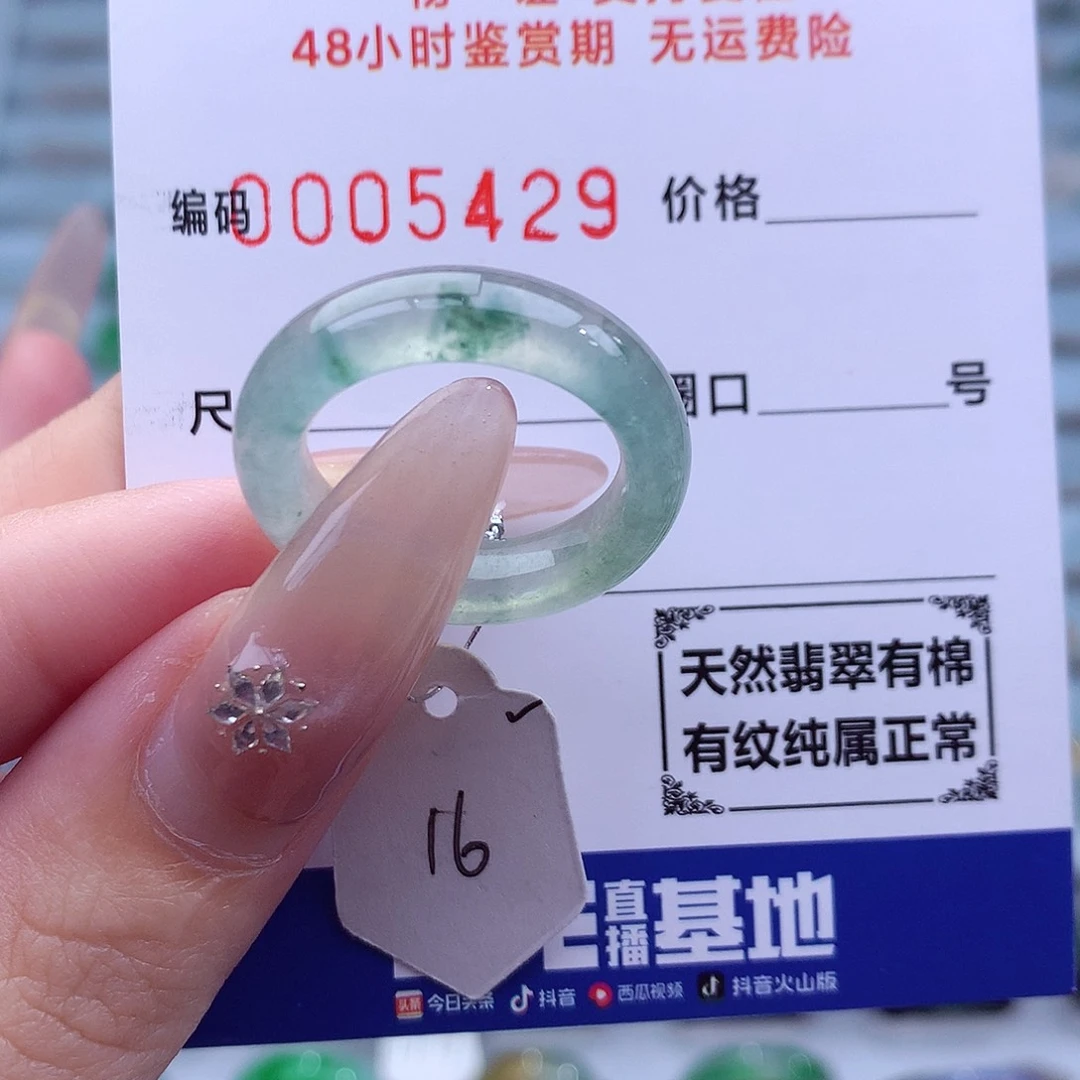 48小时鉴赏期 无运费险
编码0005429 价格
尺
圈口 号
天然翡翠有棉
有纹纯属正常
16
直播基地
头条 今日头条 抖音 西瓜视频 抖音火山版